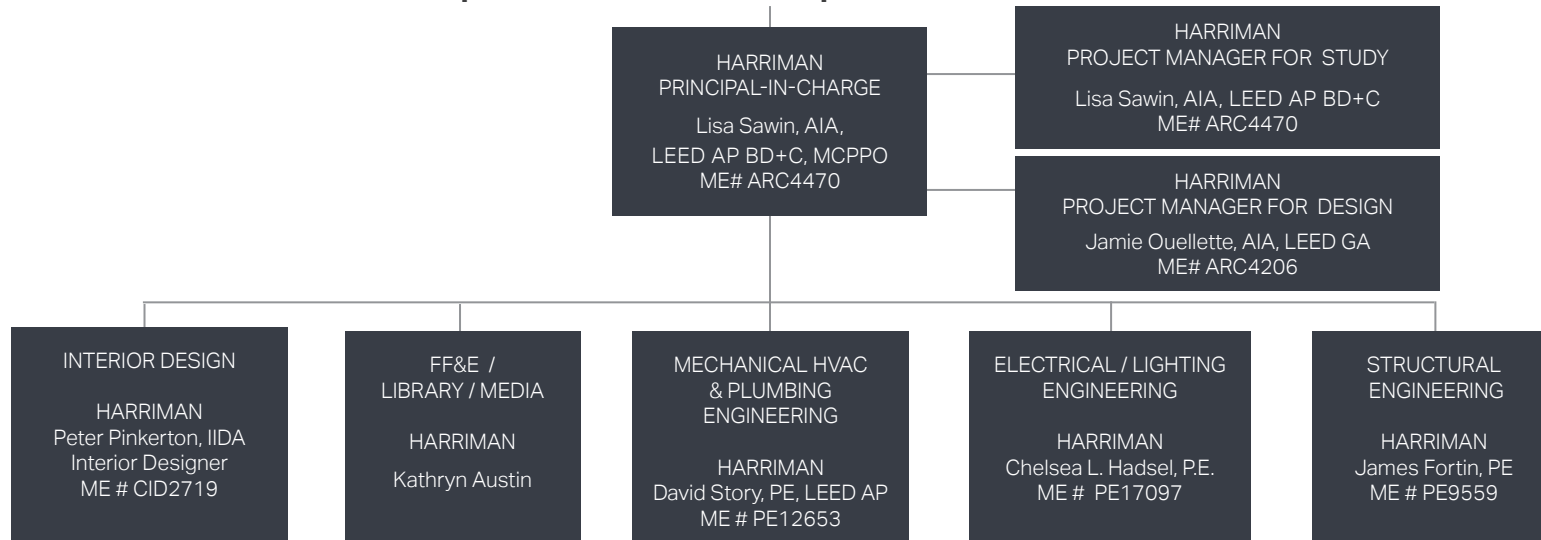 HARRIMAN
PRINCIPAL-IN-CHARGE
Lisa Sawin, AIA,
LEED AP BD+C, MCPPO
ME# ARC4470
HARRIMAN
PROJECT MANAGER FOR STUDY
Lisa Sawin, AIA, LEED AP BD+C
ME# ARC4470
HARRIMAN
PROJECT MANAGER FOR DESIGN
Jamie Ouellette, AIA, LEED GA
ME# ARC4206
INTERIOR DESIGN
HARRIMAN
Peter Pinkerton, IIDA
Interior Designer
ME # CID2719
FF&E /
LIBRARY / MEDIA
HARRIMAN
Kathryn Austin
MECHANICAL HVAC
& PLUMBING
ENGINEERING
HARRIMAN
David Story, PE, LEED AP
ME # PE12653
ELECTRICAL / LIGHTING
ENGINEERING
HARRIMAN
Chelsea L. Hadsel, P.E.
ME # PE17097
STRUCTURAL
ENGINEERING
HARRIMAN
James Fortin, PE
ME # PE9559